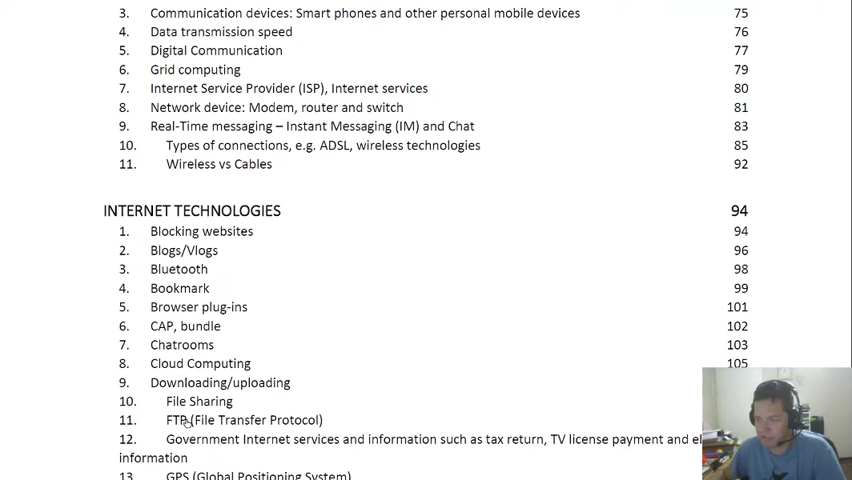 3. Communication devices: Smart phones and other personal mobile devices 75
4. Data transmission speed 76
5. Digital Communication 77
6. Grid computing 79
7. Internet Service Provider (ISP), Internet services 80
8. Network device: Modem, router and switch 81
9. Real-Time messaging – Instant Messaging (IM) and Chat 83
10. Types of connections, e.g. ADSL, wireless technologies 85
11. Wireless vs Cables 92
INTERNET TECHNOLOGIES 94
1. Blocking websites 94
2. Blogs/Vlogs 96
3. Bluetooth 98
4. Bookmark 99
5. Browser plug-ins 101
6. CAP, bundle 102
7. Chatrooms 103
8. Cloud Computing 105
9. Downloading/uploading
10. File Sharing
11. FTP (File Transfer Protocol)
12. Government Internet services and information such as tax return, TV license payment and el
information
13. GPS (Global Positioning System)